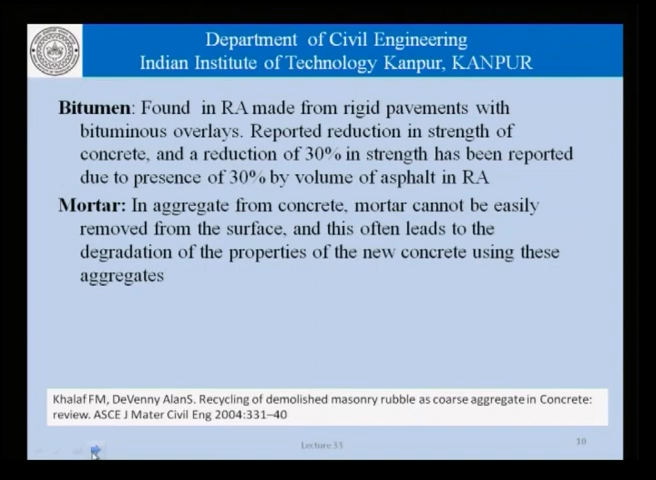 Department of Civil Engineering
Indian Institute of Technology Kanpur, KANPUR
Bitumen: Found in RA made from rigid pavements with
bituminous overlays. Reported reduction in strength of
concrete, and a reduction of 30% in strength has been reported
due to presence of 30% by volume of asphalt in RA
Mortar: In aggregate from concrete, mortar cannot be easily
removed from the surface, and this often leads to the
degradation of the properties of the new concrete using these
aggregates
Khalaf FM, DeVenny AlanS. Recycling of demolished masonry rubble as coarse aggregate in Concrete:
review. ASCE J Mater Civil Eng 2004:331–40
Lecture 33
10